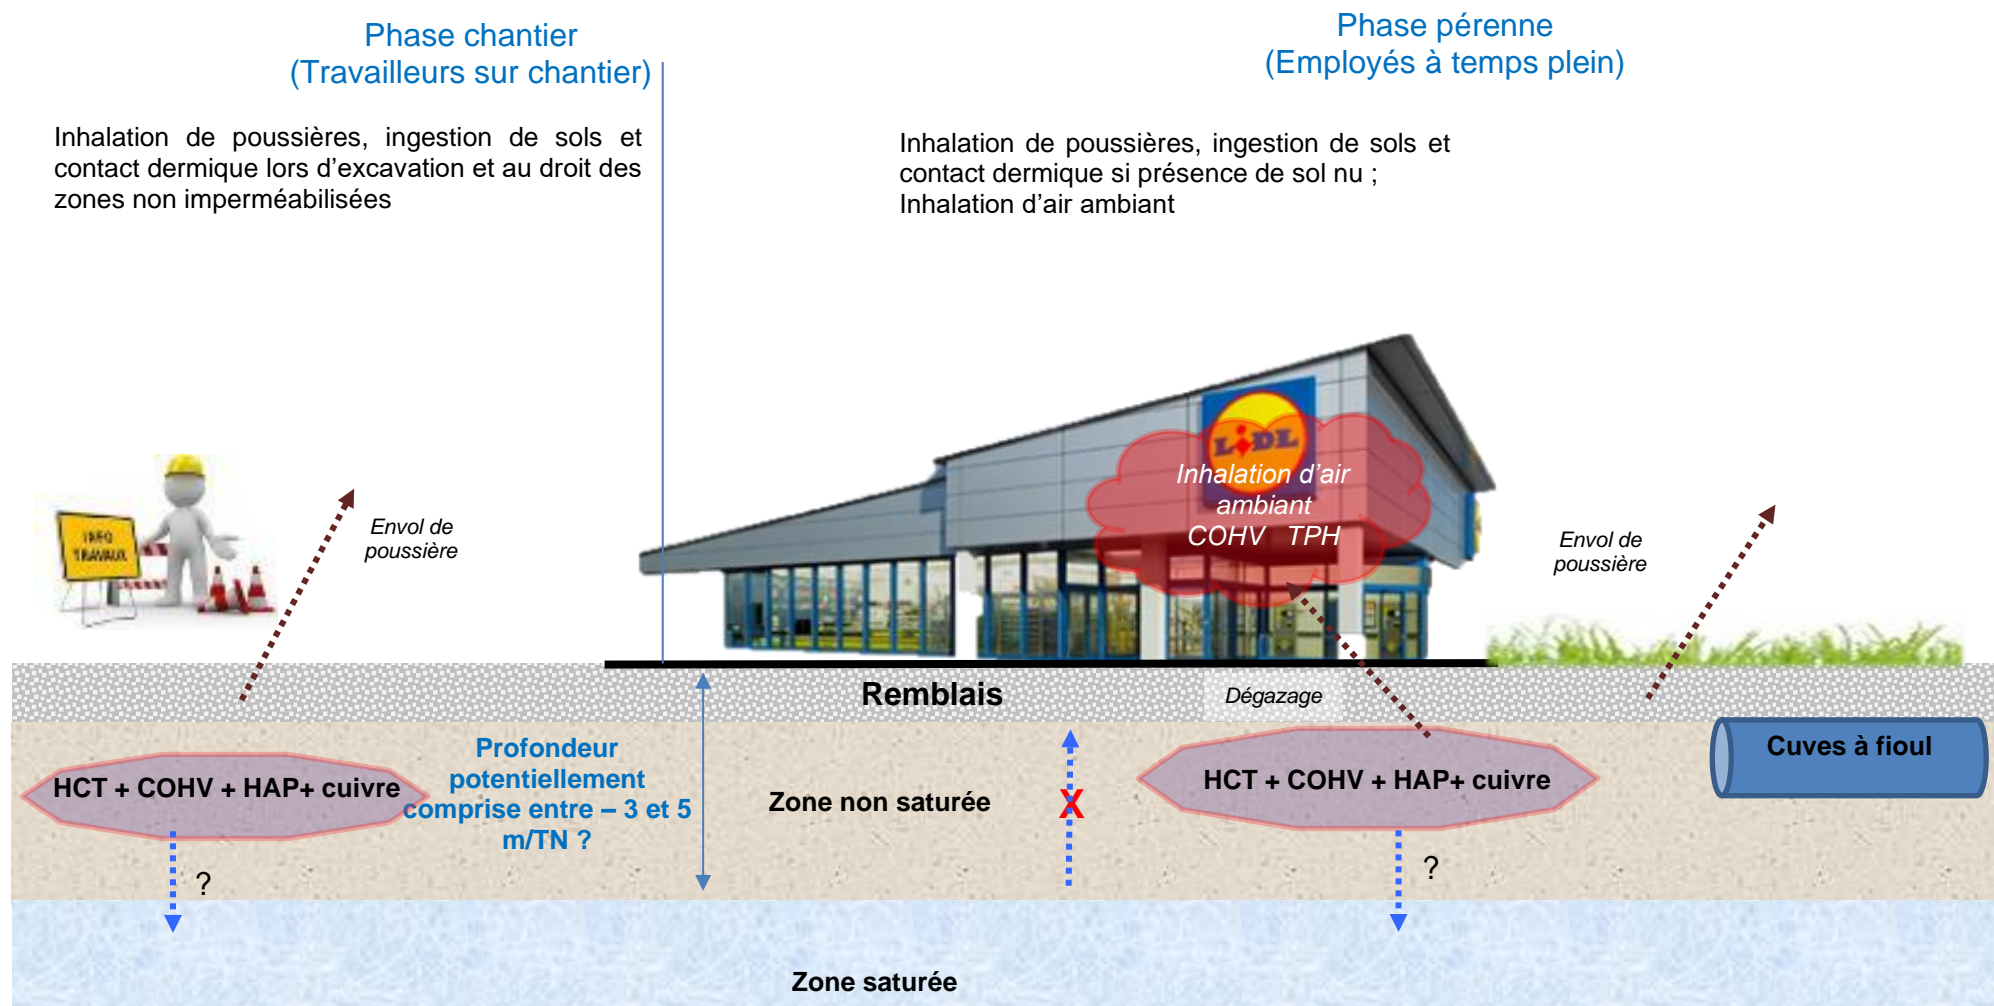 Phase chantier
(Travailleurs sur chantier)
Phase pérenne
(Employés à temps plein)
Inhalation de poussières, ingestion de sols et
contact dermique lors d'excavation et au droit des
zones non imperméabilisées
Inhalation de poussières, ingestion de sols et
contact dermique si présence de sol nu ;
Inhalation d'air ambiant
INFO
TRAVAUX
Envol de
poussière
LiDL
Inhalation d'air
ambiant
COHV TPH
Envol de
poussière
Remblais
Dégazage
HCT + COHV + HAP+ cuivre
Profondeur
potentiellement
comprise entre – 3 et 5
m/TN ?
Zone non saturée
X
HCT + COHV + HAP+ cuivre
Cuves à fioul
?
?
Zone saturée